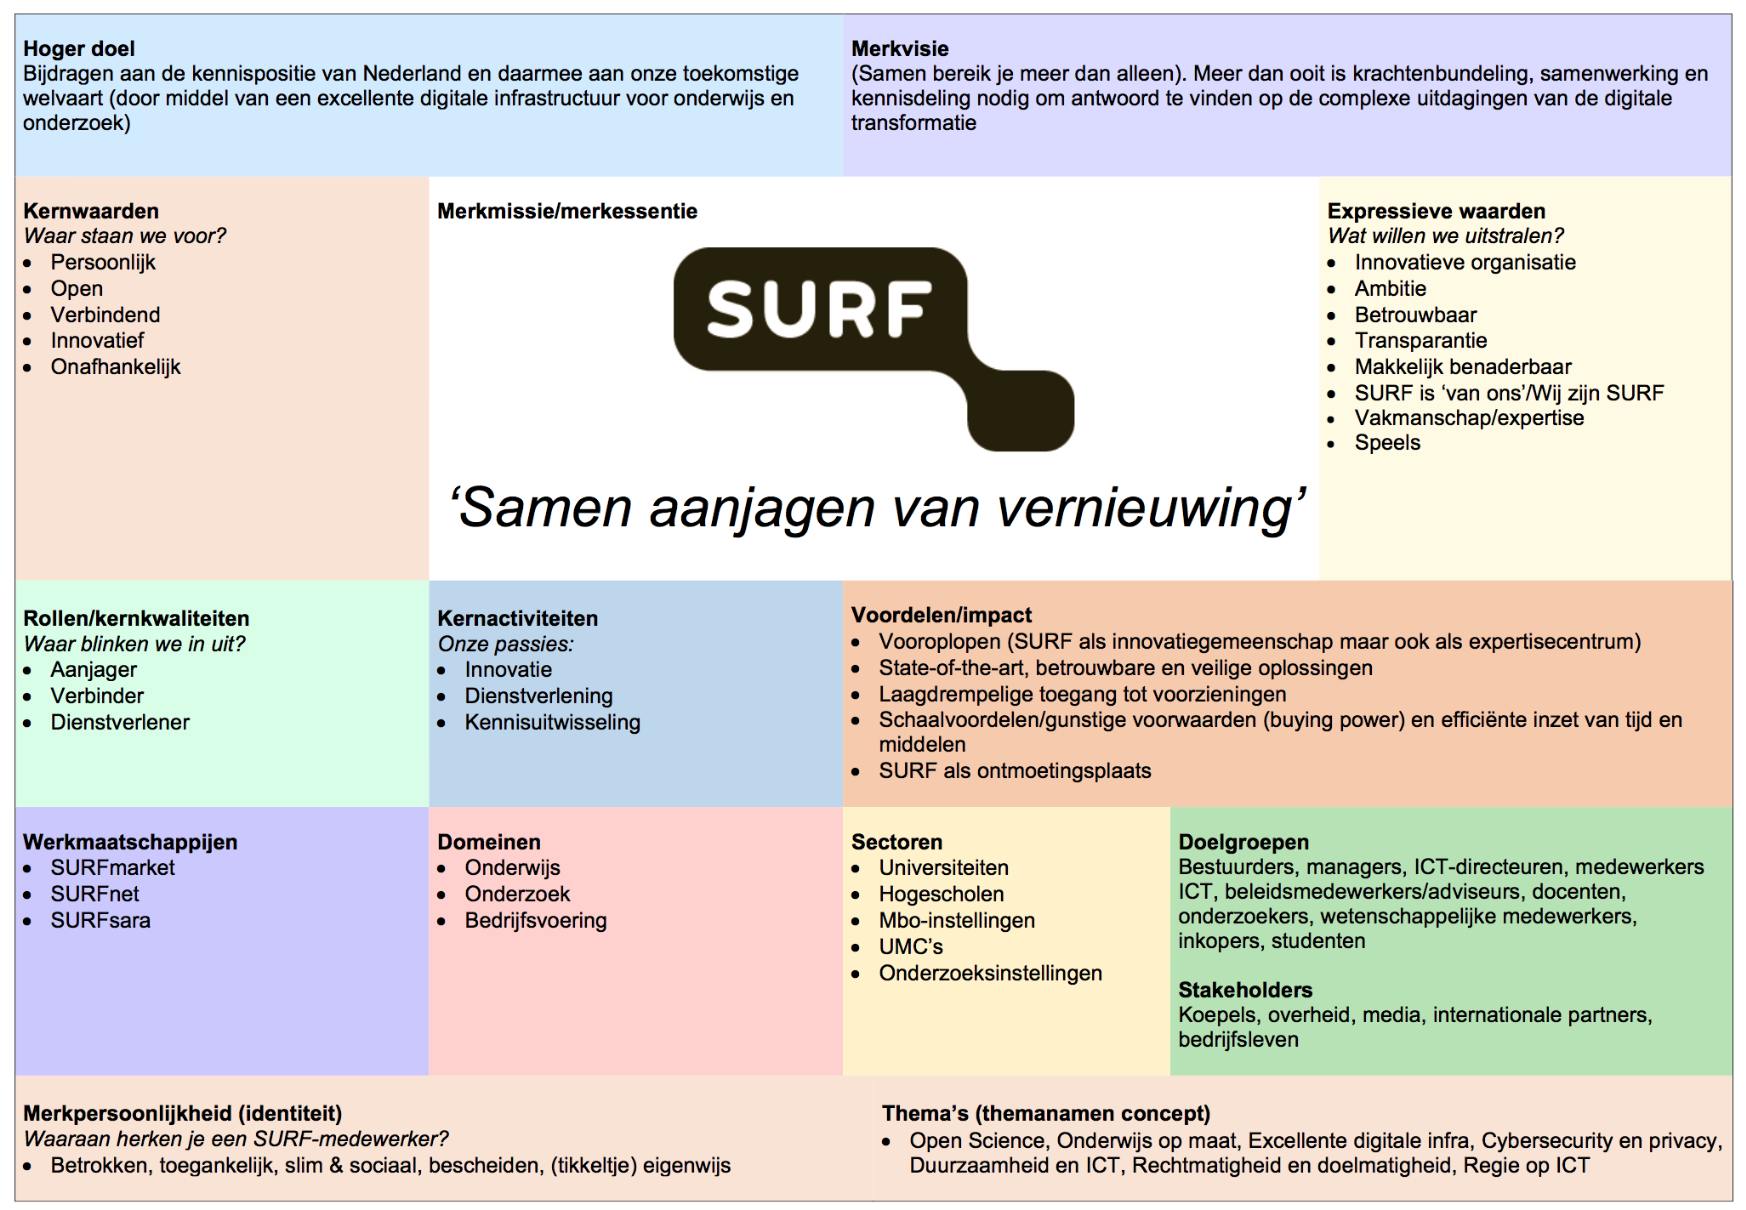 Hoger doel
Bijdragen aan de kennispositie van Nederland en daarmee aan onze toekomstige
welvaart (door middel van een excellente digitale infrastructuur voor onderwijs en
onderzoek)
Merkvisie
(Samen bereik je meer dan alleen). Meer dan ooit is krachtenbundeling, samenwerking en
kennisdeling nodig om antwoord te vinden op de complexe uitdagingen van de digitale
transformatie
Kernwaarden
Waar staan we voor?
• Persoonlijk
• Open
• Verbindend
• Innovatief
• Onafhankelijk
Merkmissie/merkessentie
SURF
‘Samen aanjagen van vernieuwing’
Expressieve waarden
Wat willen we uitstralen?
• Innovatieve organisatie
• Ambitie
• Betrouwbaar
• Transparantie
• Makkelijk benaderbaar
• SURF is ‘van ons’/Wij zijn SURF
• Vakmanschap/expertise
• Speels
Rollen/kernkwaliteiten
Waar blinken we in uit?
• Aanjager
• Verbinder
• Dienstverlener
Kernactiviteiten
Onze passies:
• Innovatie
• Dienstverlening
• Kennisuitwisseling
Voordelen/impact
• Vooroplopen (SURF als innovatiegemeenschap maar ook als expertisecentrum)
• State-of-the-art, betrouwbare en veilige oplossingen
• Laagdrempelige toegang tot voorzieningen
• Schaalvoordelen/gunstige voorwaarden (buying power) en efficiënte inzet van tijd en
middelen
• SURF als ontmoetingsplaats
Werkmaatschappijen
• SURFmarket
• SURFnet
• SURFsara
Domeinen
• Onderwijs
• Onderzoek
• Bedrijfsvoering
Sectoren
• Universiteiten
• Hogescholen
• Mbo-instellingen
• UMC’s
• Onderzoeksinstellingen
Doelgroepen
Bestuurders, managers, ICT-directeuren, medewerkers
ICT, beleidsmedewerkers/adviseurs, docenten,
onderzoekers, wetenschappelijke medewerkers,
inkopers, studenten
Stakeholders
Koepels, overheid, media, internationale partners,
bedrijfsleven
Merkpersoonlijkheid (identiteit)
Waaraan herken je een SURF-medewerker?
• Betrokken, toegankelijk, slim & sociaal, bescheiden, (tikkeltje) eigenwijs
Thema’s (themanamen concept)
• Open Science, Onderwijs op maat, Excellente digitale infra, Cybersecurity en privacy,
Duurzaamheid en ICT, Rechtmatigheid en doelmatigheid, Regie op ICT